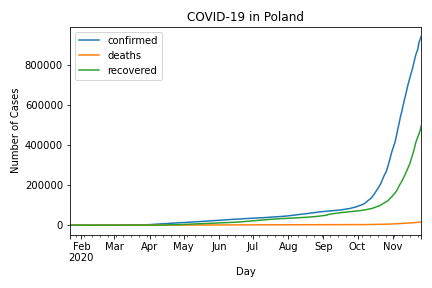 COVID-19 in Poland
confirmed
deaths
recovered
Number of Cases
800000
600000
400000
200000
0
Feb Mar Apr May Jun Jul Aug Sep Oct Nov
2020
Day